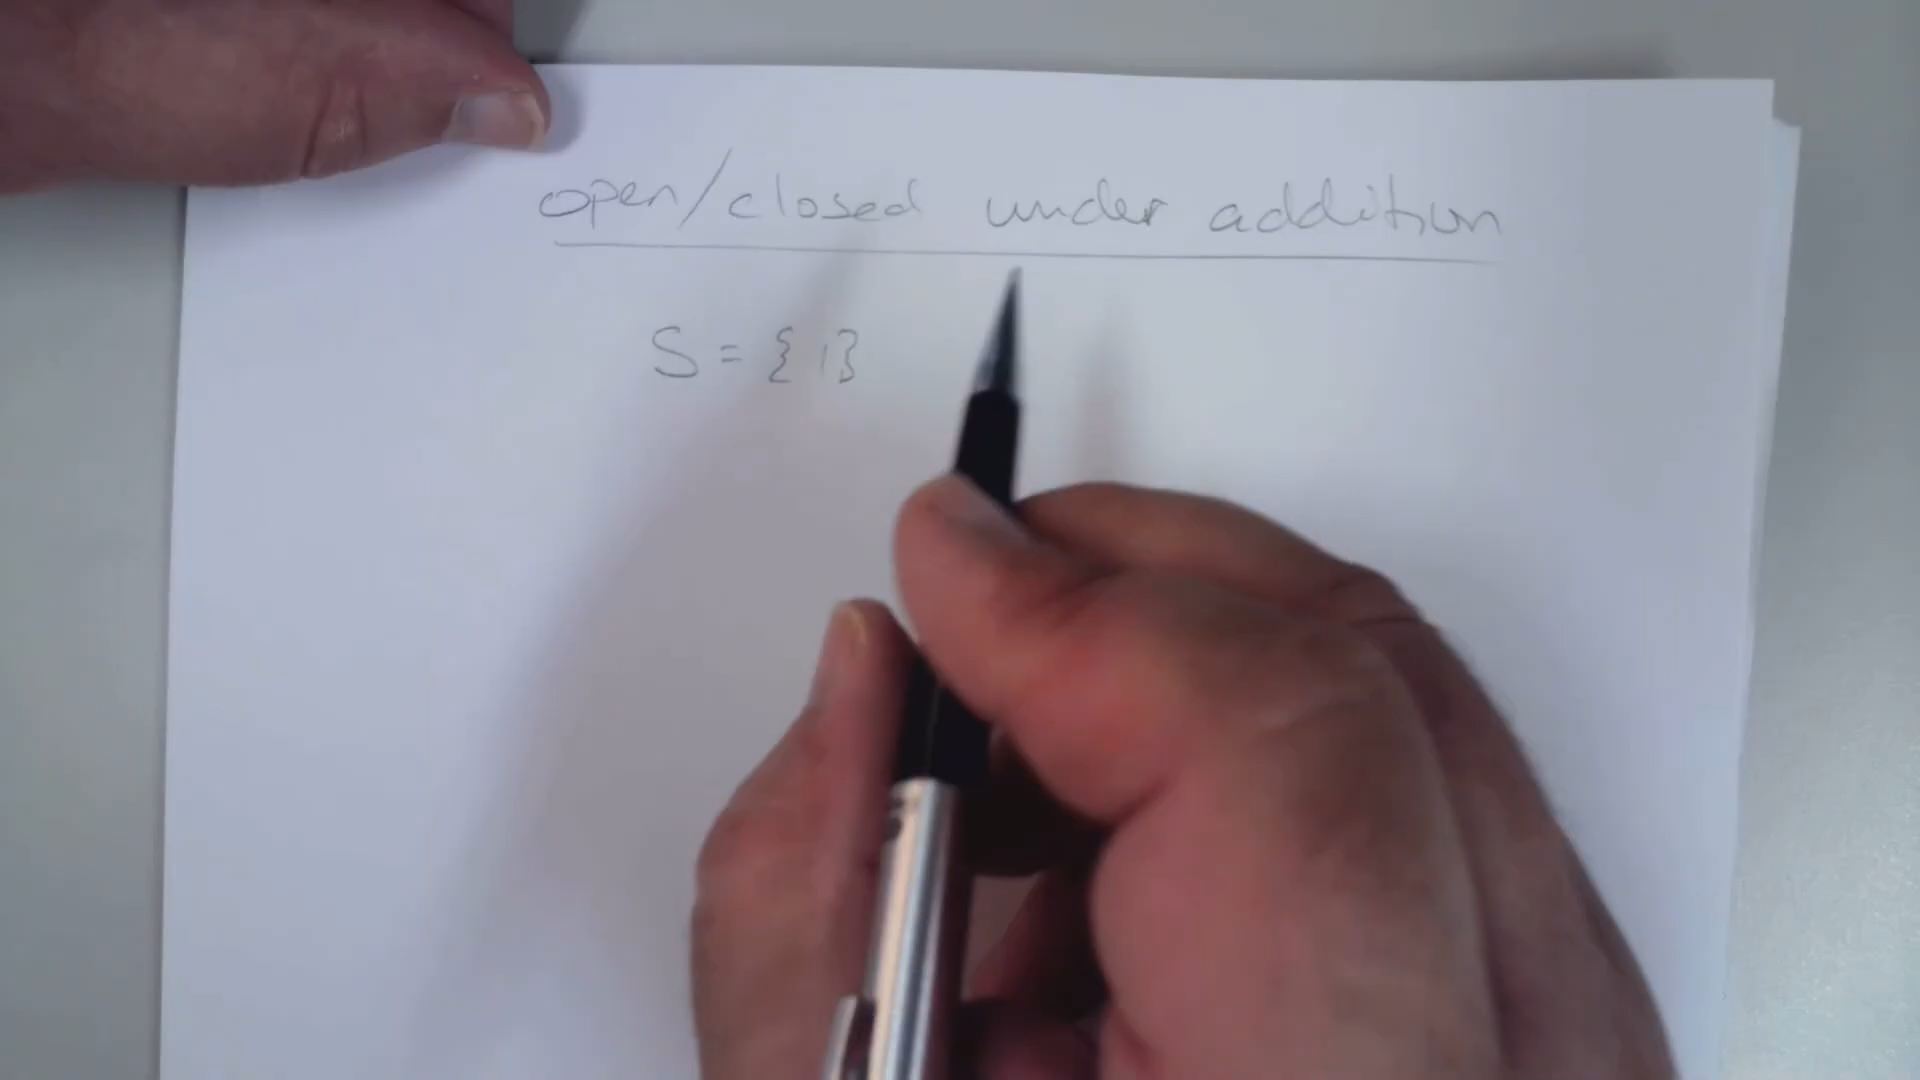 open/closed under addition
S = { 1}